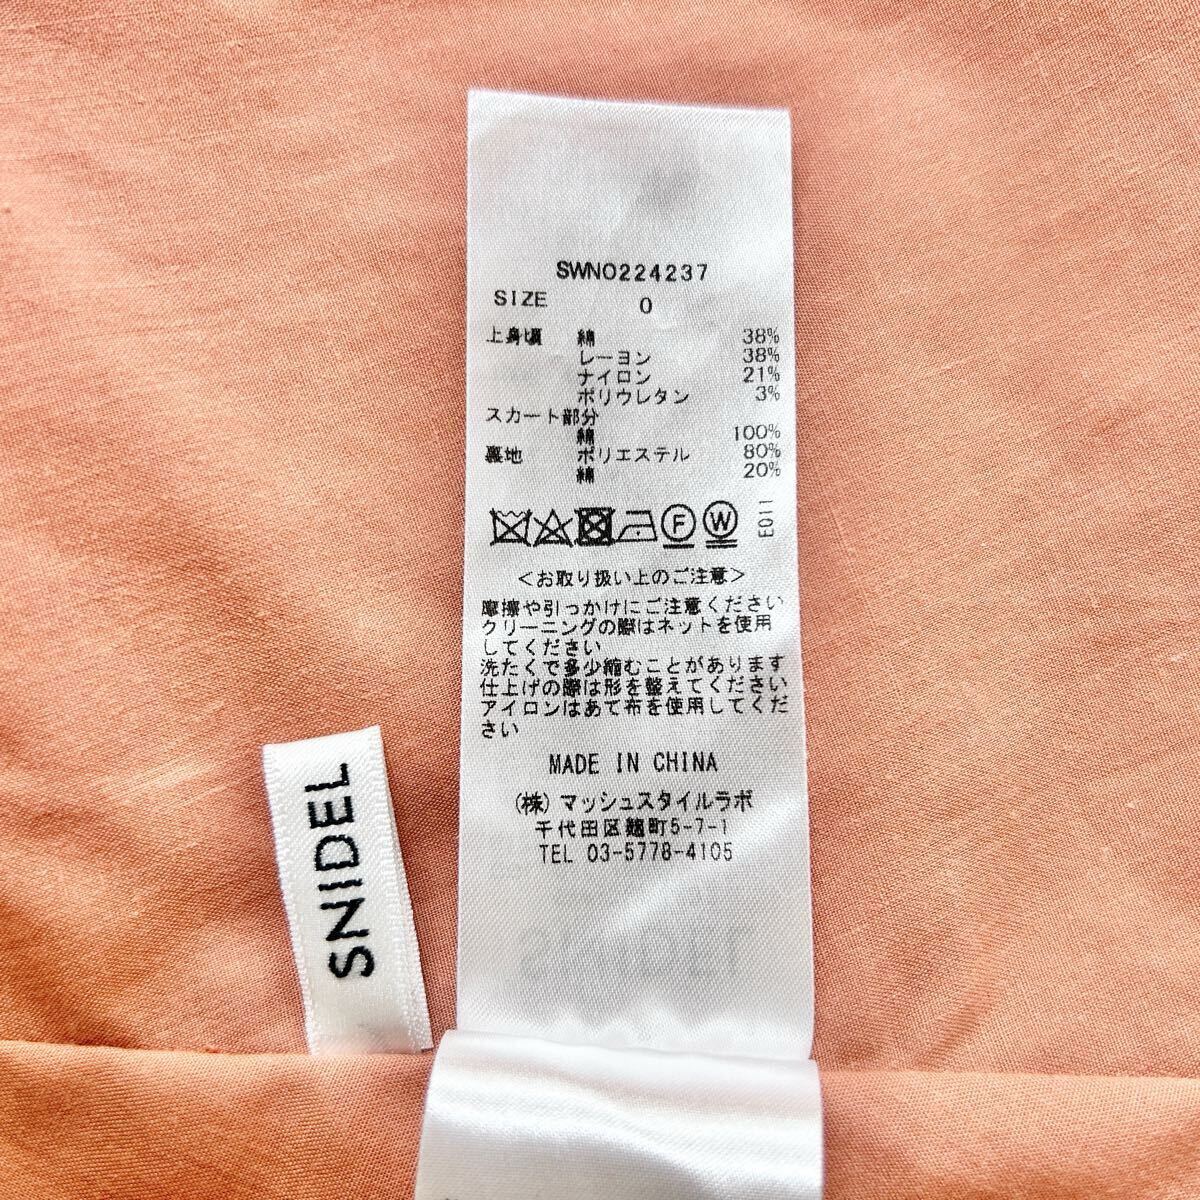 SWNO224237
SIZE 0
上身頃 綿 38%
レーヨン 38%
ナイロン 21%
ポリウレタン 3%
スカート部分
綿 100%
裏地 ポリエステル 80%
綿 20%
F W E011
<お取り扱い上のご注意>
摩擦や引っかけにご注意ください
クリーニングの際はネットを使用
してください
洗たくで多少縮むことがあります
仕上げの際は形を整えてください
アイロンはあて布を使用してくだ
さい
MADE IN CHINA
(株)マッシュスタイルラボ
千代田区麹町5-7-1
TEL 03-5778-4105
SNIDEL